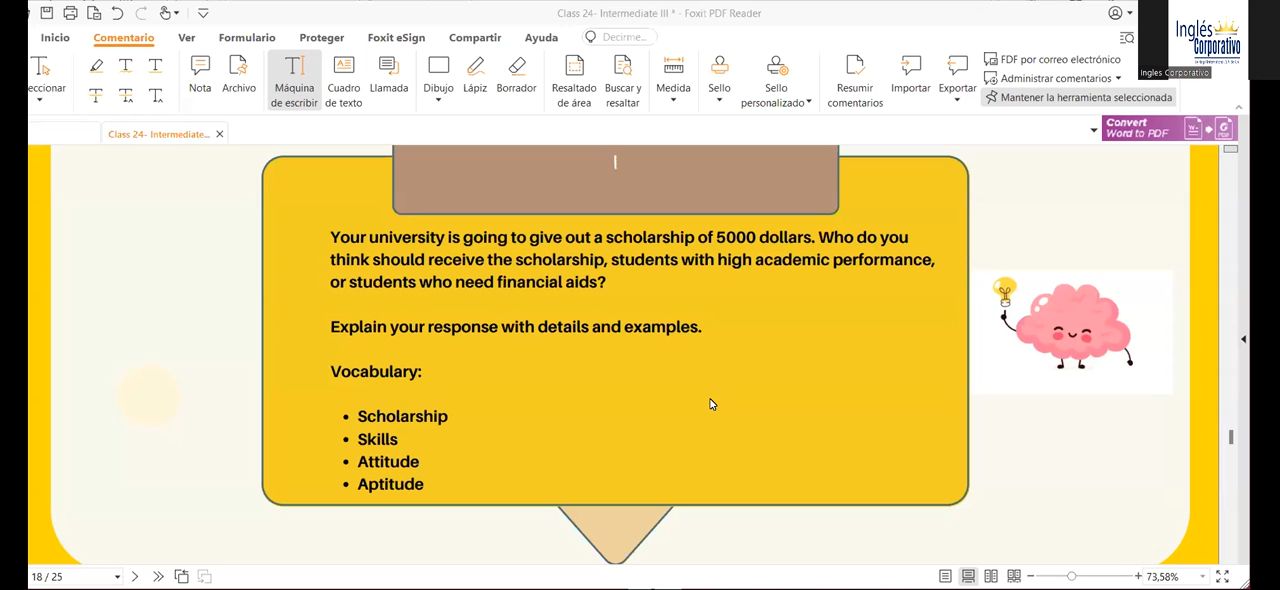 Class 24- Intermediate III * - Foxit PDF Reader
Inicio Comentario Ver Formulario Proteger Foxit eSign Compartir Ayuda Decirme...
Nota
Archivo
Máquina de escribir
Cuadro de texto
Llamada
Dibujo
Lápiz
Borrador
Resaltado de área
Buscar y resaltar
Medida
Sello
Sello personalizado
Resumir comentarios
Importar
Exportar
FDF por correo electrónico
Administrar comentarios
Mantener la herramienta seleccionada
Inglés
Corporativo
Ingles Corporativo
Class 24- Intermediate...
Convert
Word to PDF
Your university is going to give out a scholarship of 5000 dollars. Who do you
think should receive the scholarship, students with high academic performance,
or students who need financial aids?
Explain your response with details and examples.
Vocabulary:
• Scholarship
• Skills
• Attitude
• Aptitude
18 / 25
73,58%